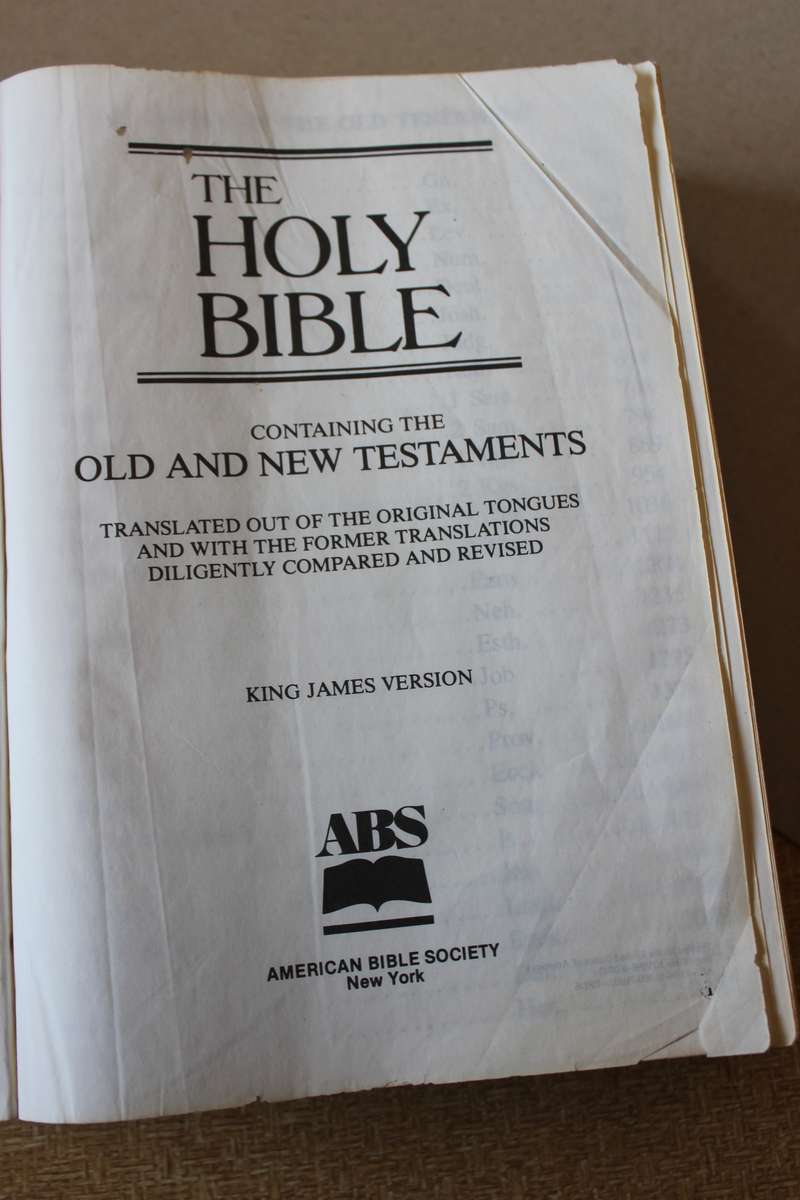 THE
HOLY
BIBLE
CONTAINING THE
OLD AND NEW TESTAMENTS
TRANSLATED OUT OF THE ORIGINAL TONGUES
AND WITH THE FORMER TRANSLATIONS
DILIGENTLY COMPARED AND REVISED
KING JAMES VERSION
ABS
AMERICAN BIBLE SOCIETY
New York